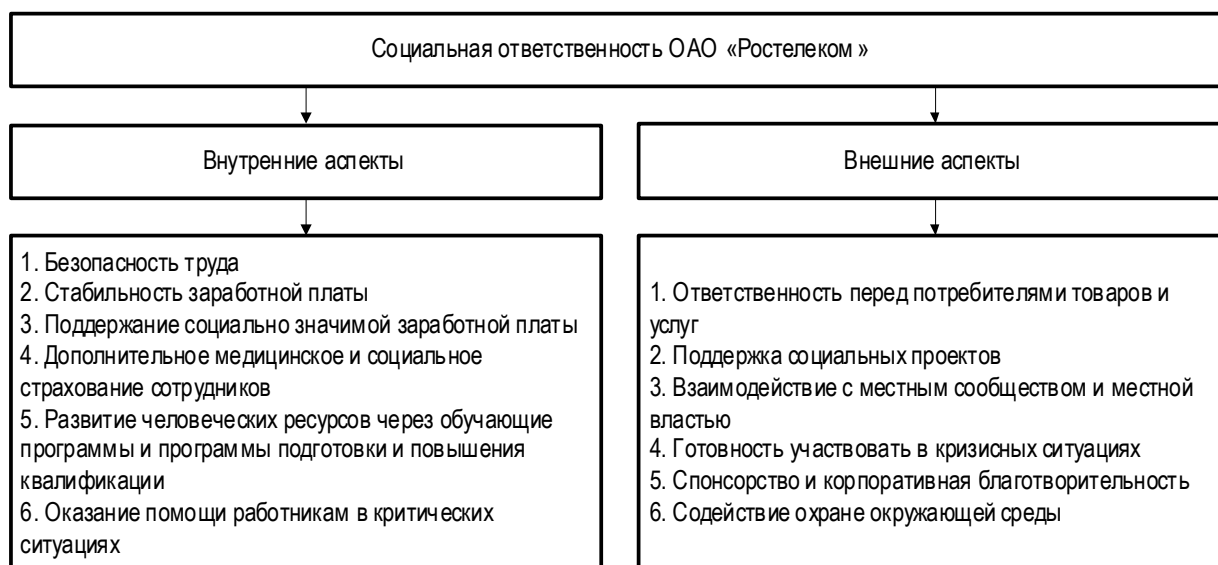 Социальная ответственность ОАО «Ростелеком»
Внутренние аспекты
Внешние аспекты
1. Безопасность труда
2. Стабильность заработной платы
3. Поддержание социально значимой заработной платы
4. Дополнительное медицинское и социальное
страхование сотрудников
5. Развитие человеческих ресурсов через обучающие
программы и программы подготовки и повышения
квалификации
6. Оказание помощи работникам в критических
ситуациях
1. Ответственность перед потребителями товаров и
услуг
2. Поддержка социальных проектов
3. Взаимодействие с местным сообществом и местной
властью
4. Готовность участвовать в кризисных ситуациях
5. Спонсорство и корпоративная благотворительность
6. Содействие охране окружающей среды